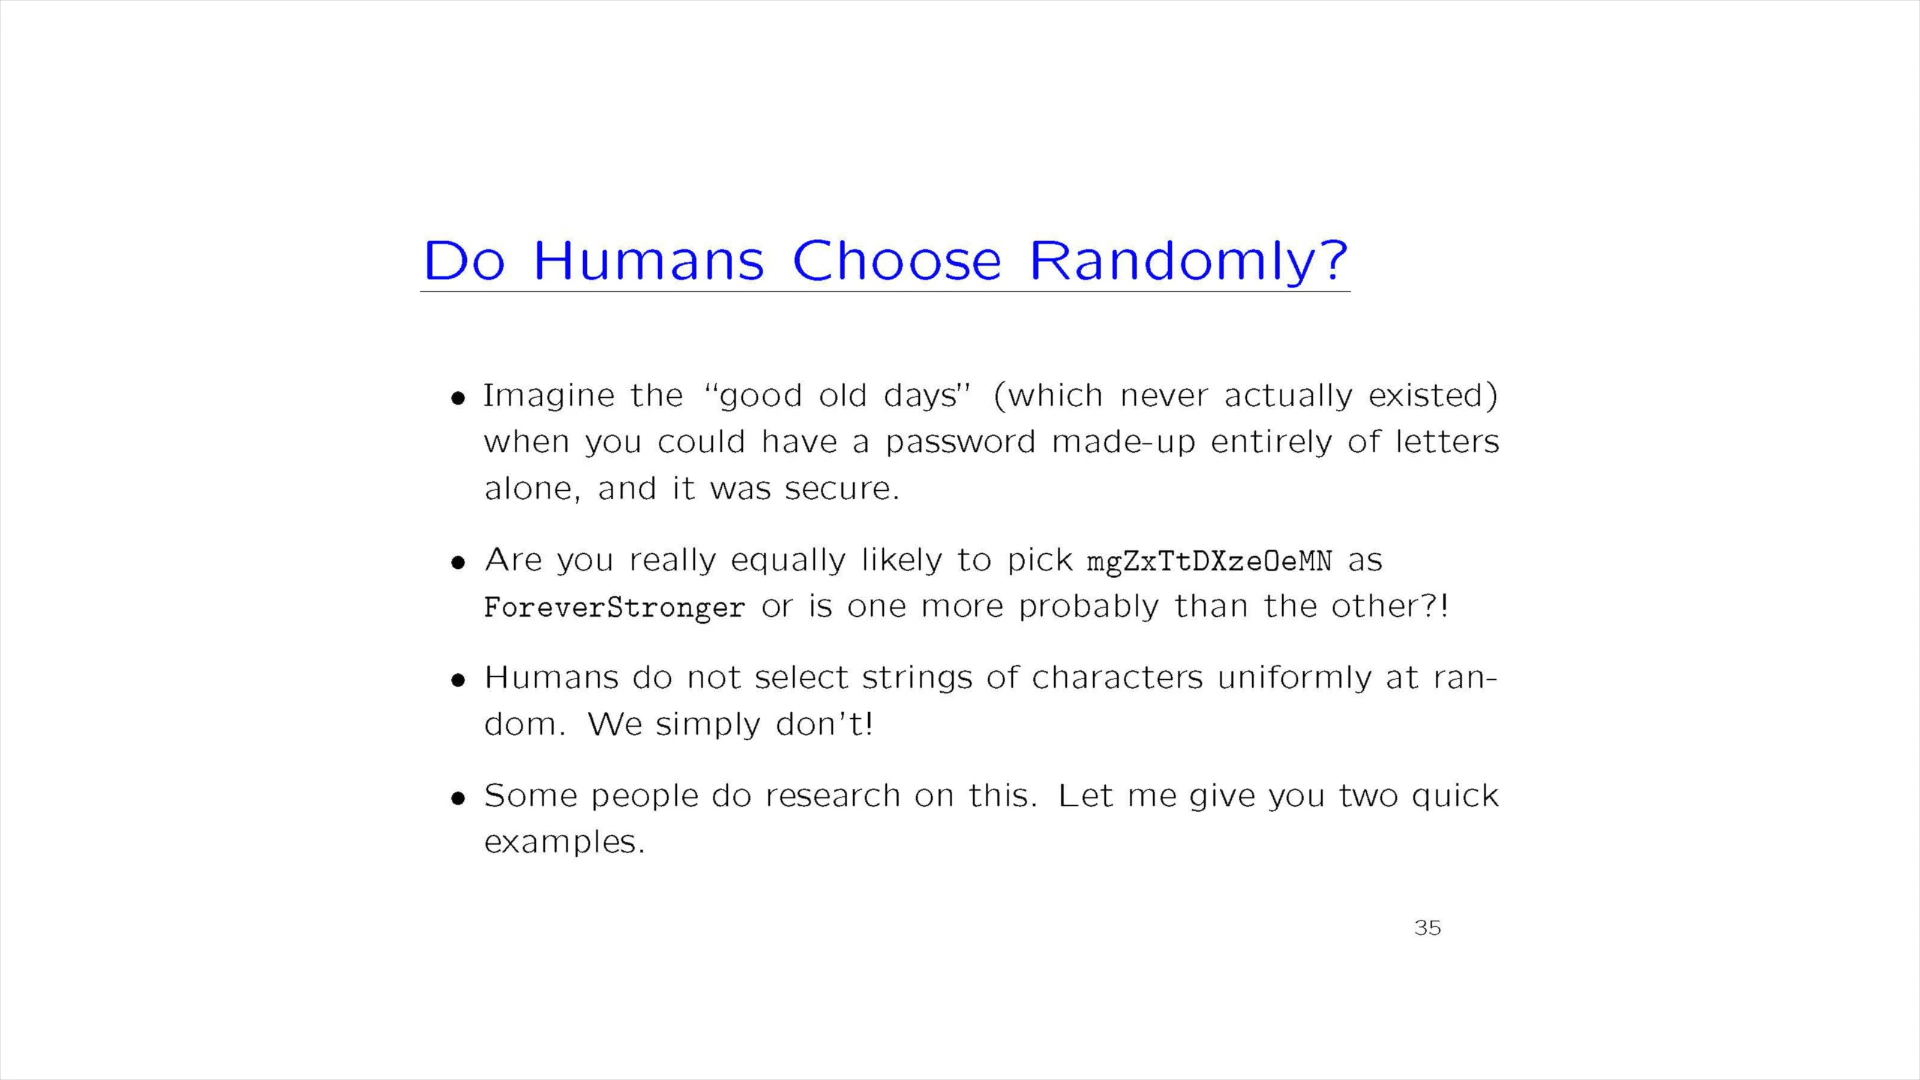 Do Humans Choose Randomly?
• Imagine the “good old days” (which never actually existed)
when you could have a password made-up entirely of letters
alone, and it was secure.
• Are you really equally likely to pick mgZxTtDXzeOeMN as
ForeverStronger or is one more probably than the other?!
• Humans do not select strings of characters uniformly at ran-
dom. We simply don’t!
• Some people do research on this. Let me give you two quick
examples.
35